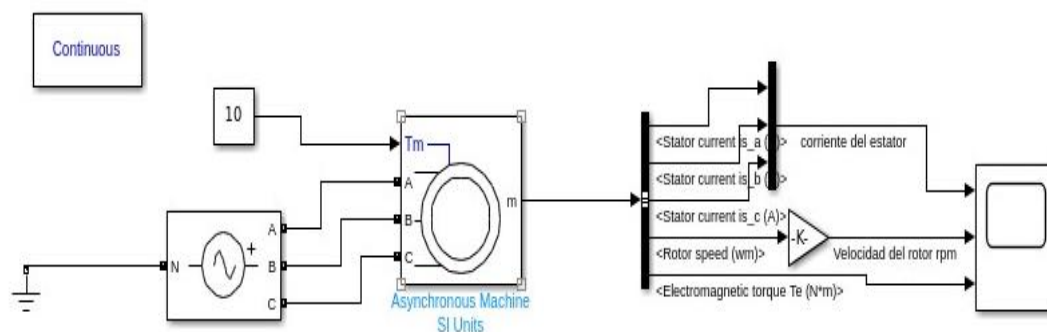 Continuous
10
Tm
A
B
C
m
N
+
A
B
C
Asynchronous Machine
SI Units
<Stator current is_a ( )>
corriente del estator
<Stator current is_b ( )>
<Stator current is_c (A)>
-K-
<Rotor speed (wm)>
Velocidad del rotor rpm
<Electromagnetic torque Te (N*m)>